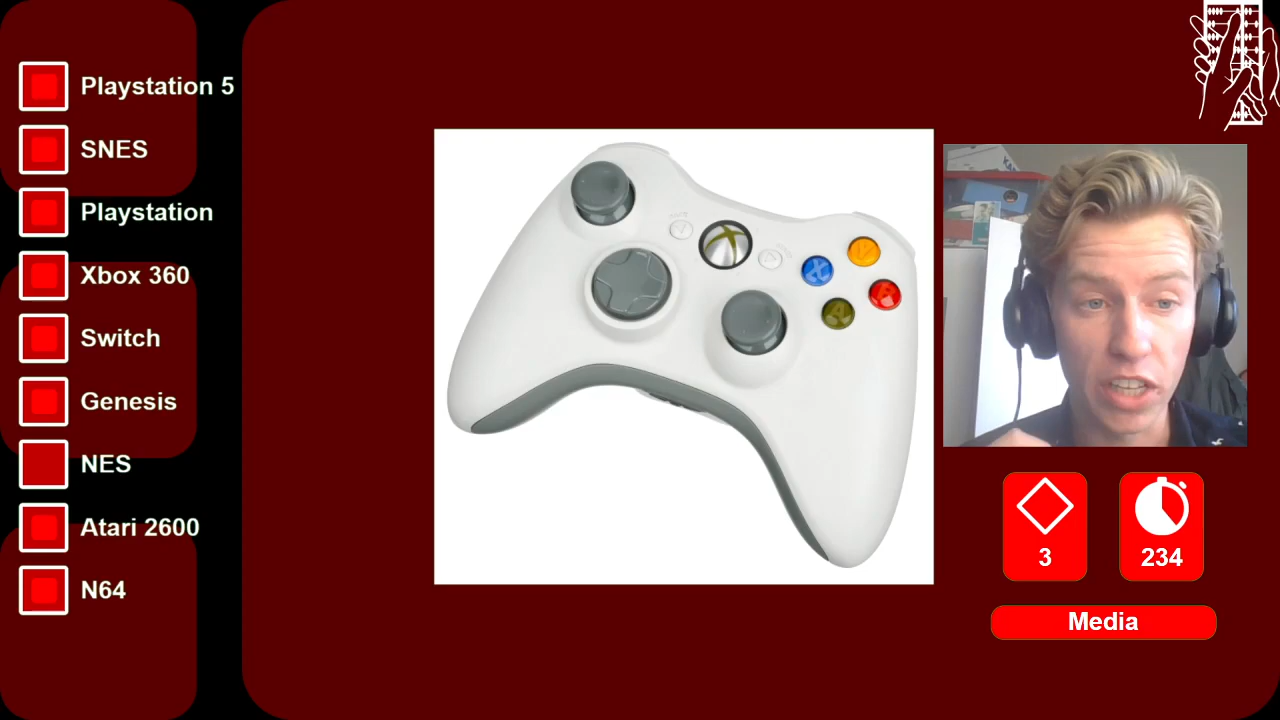 Playstation 5
SNES
Playstation
Xbox 360
Switch
Genesis
NES
Atari 2600
N64
X
Y
B
A
3
234
Media